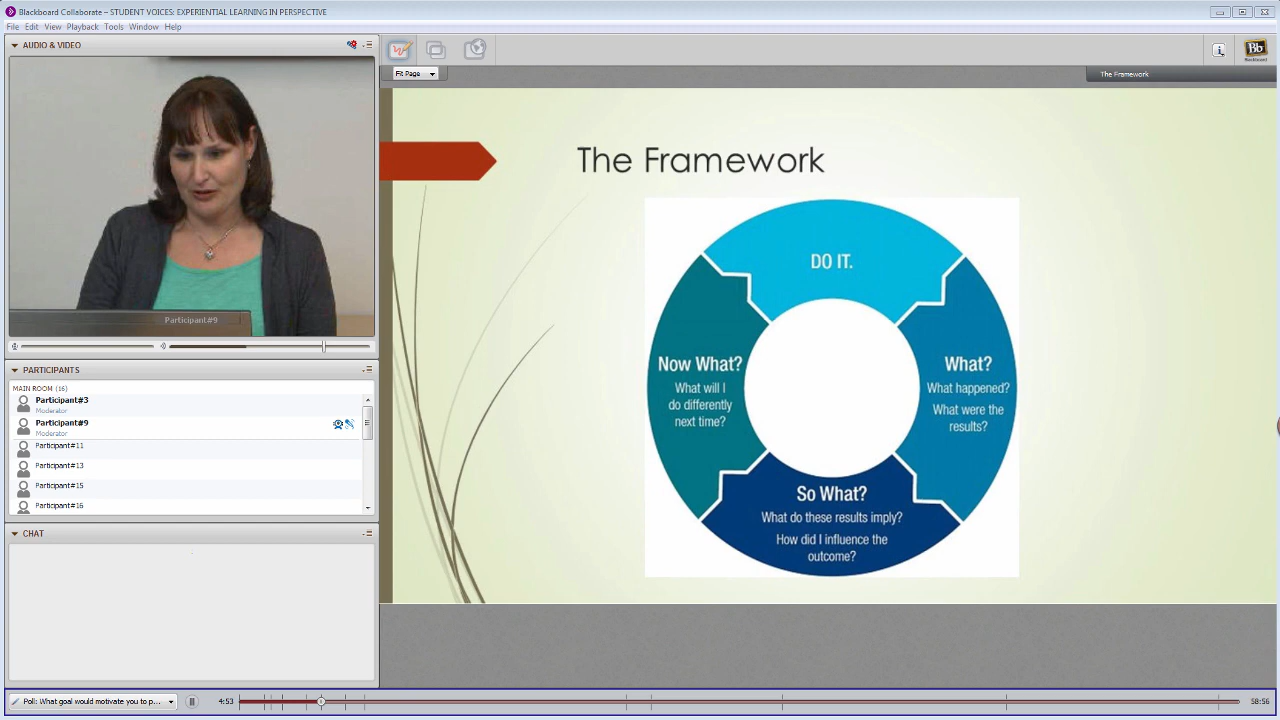 Blackboard Collaborate – STUDENT VOICES: EXPERIENTIAL LEARNING IN PERSPECTIVE
File Edit View Playback Tools Window Help
AUDIO & VIDEO
Participant#9
PARTICIPANTS
MAIN ROOM (16)
Participant#3
Moderator
Participant#9
Moderator
Participant#11
Participant#13
Participant#15
Participant#16
CHAT
Fit Page
Bb
Blackboard
The Framework
The Framework
DO IT.
What?
What happened?
What were the
results?
So What?
What do these results imply?
How did I influence the
outcome?
Now What?
What will I
do differently
next time?
Poll: What goal would motivate you to p...
4:53
58:56